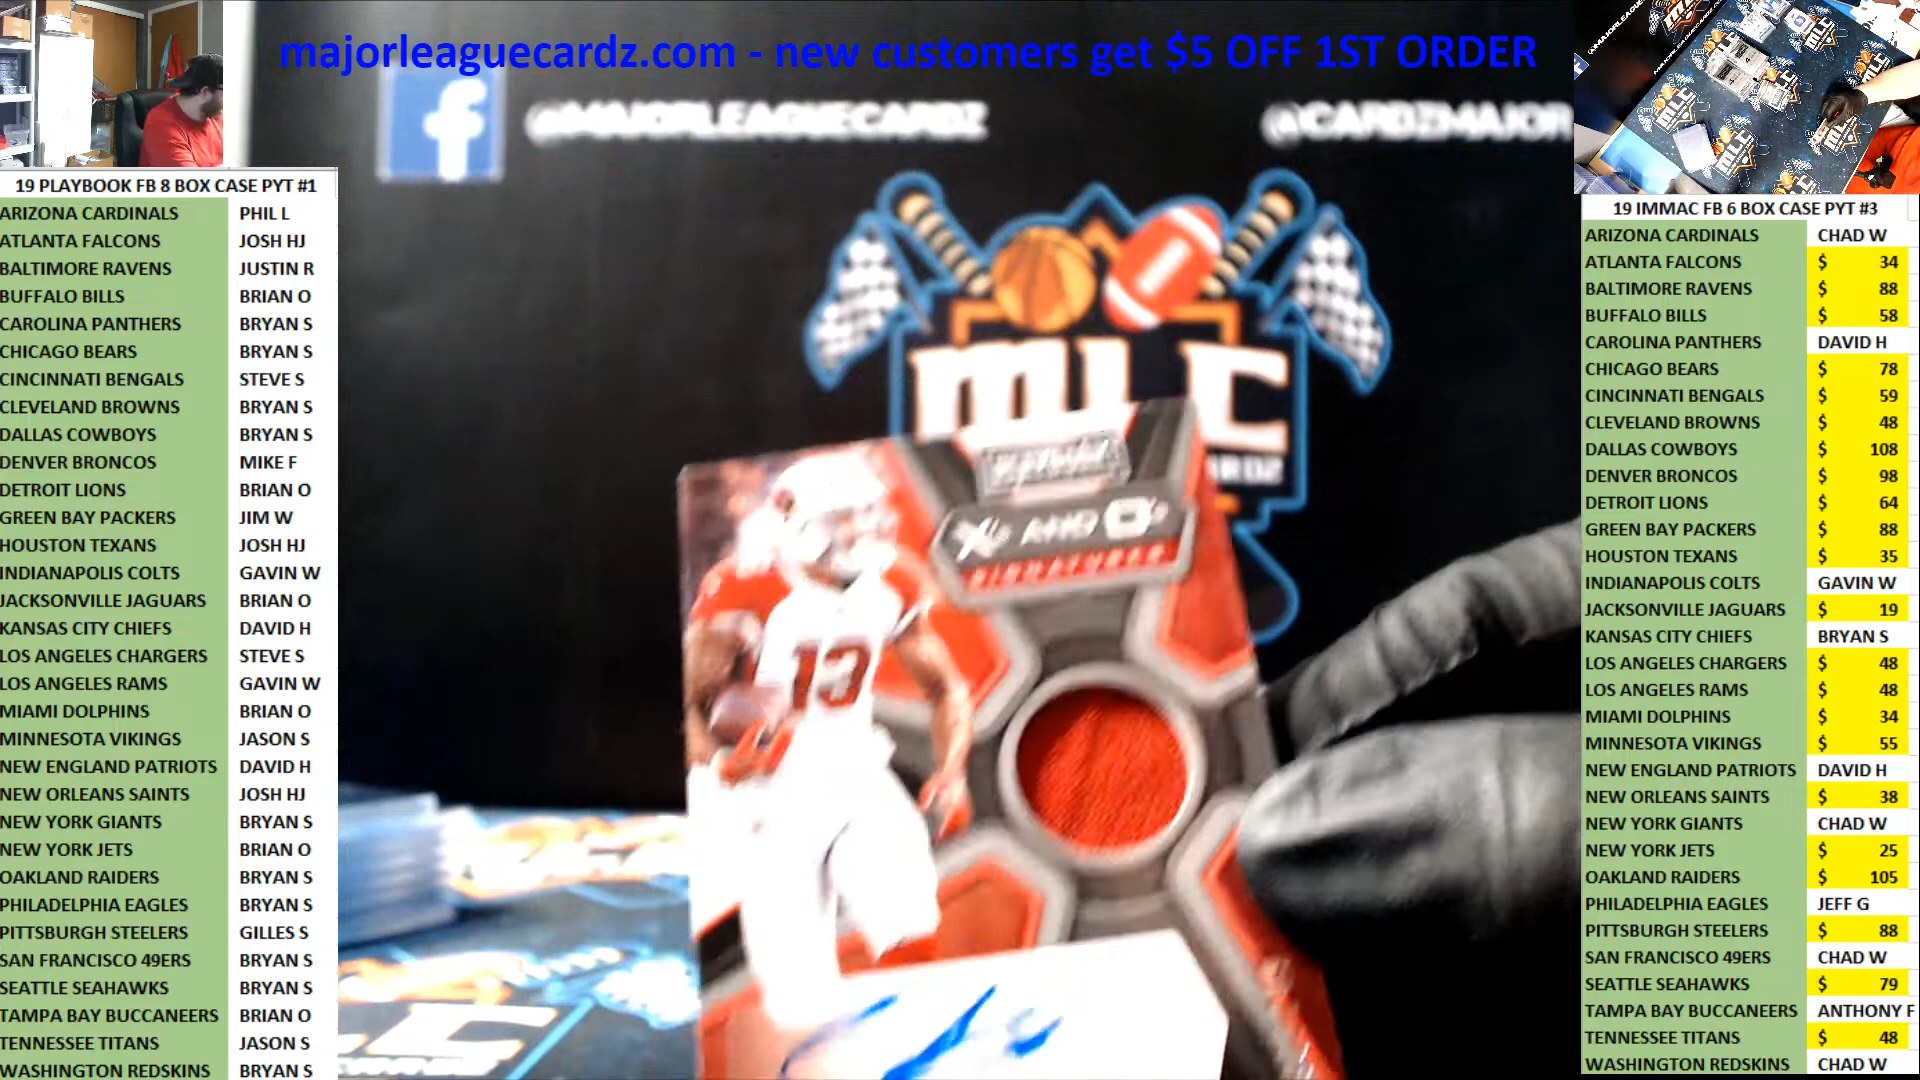 majorleaguecardz.com - new customers get $5 OFF 1ST ORDER
f
@MAJORLEAGUECARDZ
@CARDZMAJOR
MLC
PLAYBOOK
X's AND O's
SIGNATURES
13
19 PLAYBOOK FB 8 BOX CASE PYT #1
ARIZONA CARDINALS PHIL L
ATLANTA FALCONS JOSH HJ
BALTIMORE RAVENS JUSTIN R
BUFFALO BILLS BRIAN O
CAROLINA PANTHERS BRYAN S
CHICAGO BEARS BRYAN S
CINCINNATI BENGALS STEVE S
CLEVELAND BROWNS BRYAN S
DALLAS COWBOYS BRYAN S
DENVER BRONCOS MIKE F
DETROIT LIONS BRIAN O
GREEN BAY PACKERS JIM W
HOUSTON TEXANS JOSH HJ
INDIANAPOLIS COLTS GAVIN W
JACKSONVILLE JAGUARS BRIAN O
KANSAS CITY CHIEFS DAVID H
LOS ANGELES CHARGERS STEVE S
LOS ANGELES RAMS GAVIN W
MIAMI DOLPHINS BRIAN O
MINNESOTA VIKINGS JASON S
NEW ENGLAND PATRIOTS DAVID H
NEW ORLEANS SAINTS JOSH HJ
NEW YORK GIANTS BRYAN S
NEW YORK JETS BRIAN O
OAKLAND RAIDERS BRYAN S
PHILADELPHIA EAGLES BRYAN S
PITTSBURGH STEELERS GILLES S
SAN FRANCISCO 49ERS BRYAN S
SEATTLE SEAHAWKS BRYAN S
TAMPA BAY BUCCANEERS BRIAN O
TENNESSEE TITANS JASON S
WASHINGTON REDSKINS BRYAN S
19 IMMAC FB 6 BOX CASE PYT #3
ARIZONA CARDINALS CHAD W
ATLANTA FALCONS $ 34
BALTIMORE RAVENS $ 88
BUFFALO BILLS $ 58
CAROLINA PANTHERS DAVID H
CHICAGO BEARS $ 78
CINCINNATI BENGALS $ 59
CLEVELAND BROWNS $ 48
DALLAS COWBOYS $ 108
DENVER BRONCOS $ 98
DETROIT LIONS $ 64
GREEN BAY PACKERS $ 88
HOUSTON TEXANS $ 35
INDIANAPOLIS COLTS GAVIN W
JACKSONVILLE JAGUARS $ 19
KANSAS CITY CHIEFS BRYAN S
LOS ANGELES CHARGERS $ 48
LOS ANGELES RAMS $ 48
MIAMI DOLPHINS $ 34
MINNESOTA VIKINGS $ 55
NEW ENGLAND PATRIOTS DAVID H
NEW ORLEANS SAINTS $ 38
NEW YORK GIANTS CHAD W
NEW YORK JETS $ 25
OAKLAND RAIDERS $ 105
PHILADELPHIA EAGLES JEFF G
PITTSBURGH STEELERS $ 88
SAN FRANCISCO 49ERS CHAD W
SEATTLE SEAHAWKS $ 79
TAMPA BAY BUCCANEERS ANTHONY F
TENNESSEE TITANS $ 48
WASHINGTON REDSKINS CHAD W